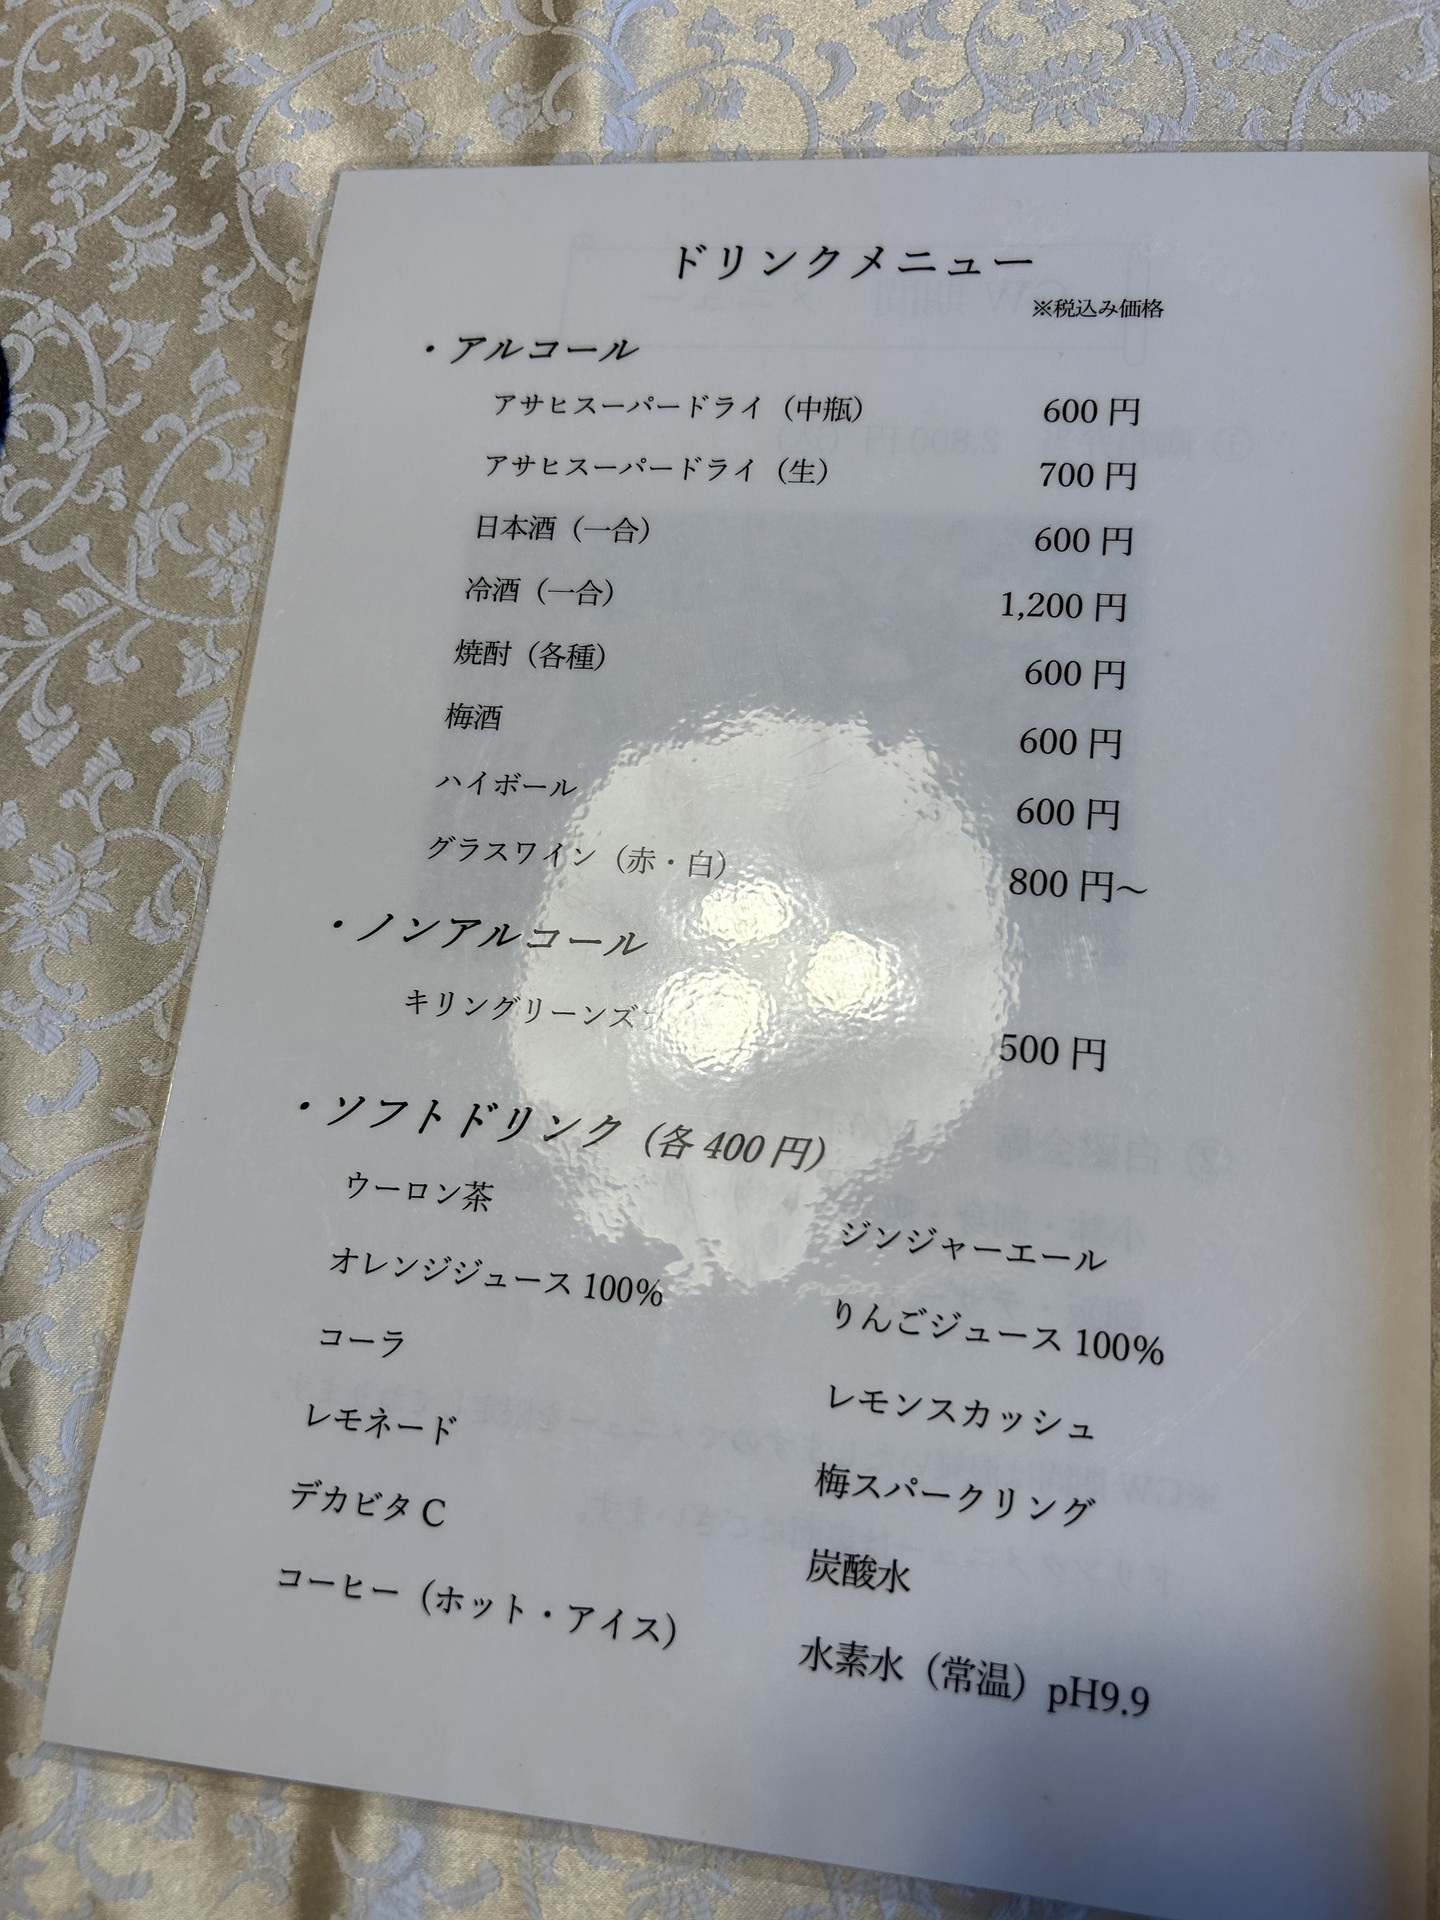 ドリンクメニュー
※税込み価格
・アルコール
アサヒスーパードライ（中瓶） 600 円
アサヒスーパードライ（生） 700 円
日本酒（一合） 600 円
冷酒（一合） 1,200 円
焼酎（各種） 600 円
梅酒 600 円
ハイボール 600 円
グラスワイン（赤・白） 800 円～
・ノンアルコール
キリングリーンズ 500 円
・ソフトドリンク（各 400 円）
ウーロン茶 ジンジャーエール
オレンジジュース 100% りんごジュース 100%
コーラ レモンスカッシュ
レモネード 梅スパークリング
デカビタ C 炭酸水
コーヒー（ホット・アイス） 水素水（常温）pH9.9